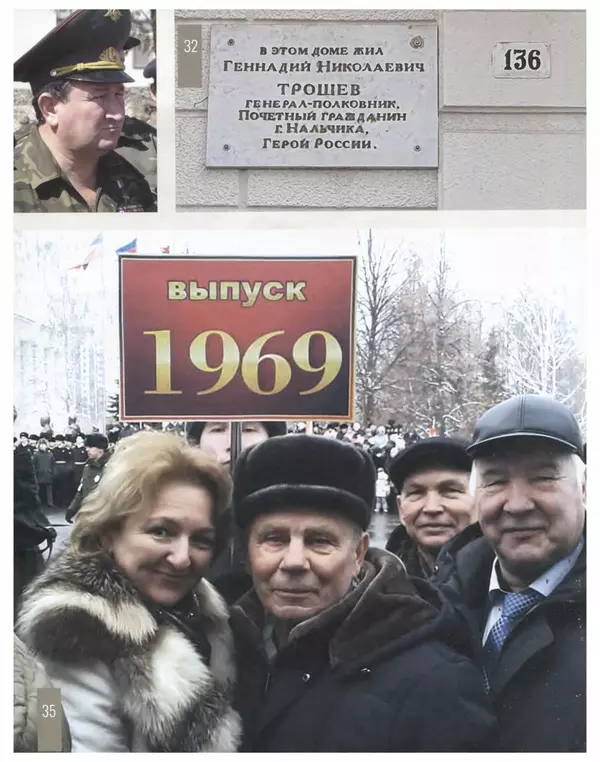 32
В ЭТОМ ДОМЕ ЖИЛ
ГЕННАДИЙ НИКОЛАЕВИЧ
ТРОШЕВ
ГЕНЕРАЛ-ПОЛКОВНИК,
ПОЧЕТНЫЙ ГРАЖДАНИН
Г. НАЛЬЧИКА,
ГЕРОЙ РОССИИ.
136
ВЫПУСК
1969
35